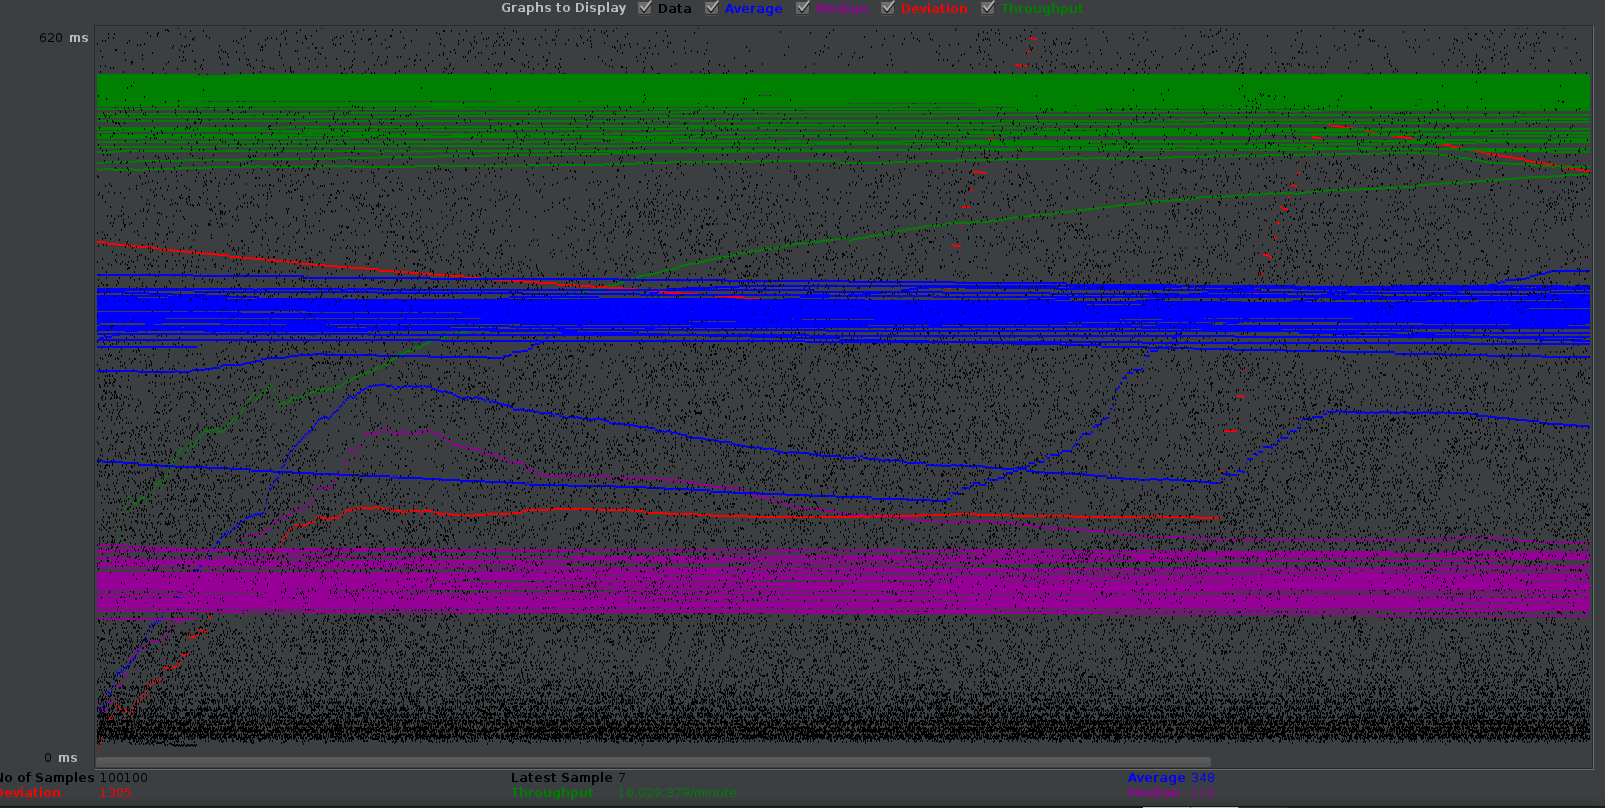 Graphs to Display Data Average Median Deviation Throughput
620 ms
0 ms
No of Samples 100100 Latest Sample 7 Average 348
Deviation 1305 Throughput 16,029.379/minute Median 115